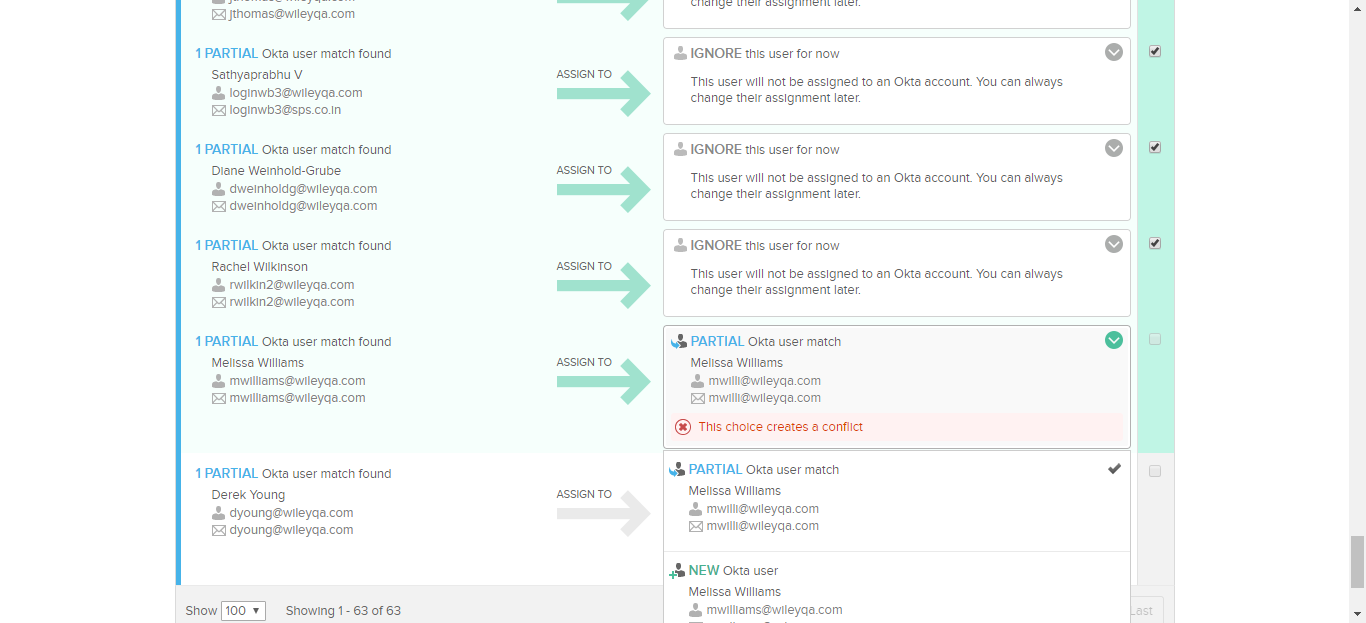 jthomas@wileyqa.com
change their assignment later.
1 PARTIAL Okta user match found
Sathyaprabhu V
loginwb3@wileyqa.com
loginwb3@sps.co.in
ASSIGN TO
IGNORE this user for now
This user will not be assigned to an Okta account. You can always
change their assignment later.
1 PARTIAL Okta user match found
Diane Weinhold-Grube
dweinholdg@wileyqa.com
dweinholdg@wileyqa.com
ASSIGN TO
IGNORE this user for now
This user will not be assigned to an Okta account. You can always
change their assignment later.
1 PARTIAL Okta user match found
Rachel Wilkinson
rwilkin2@wileyqa.com
rwilkin2@wileyqa.com
ASSIGN TO
IGNORE this user for now
This user will not be assigned to an Okta account. You can always
change their assignment later.
1 PARTIAL Okta user match found
Melissa Williams
mwilliams@wileyqa.com
mwilliams@wileyqa.com
ASSIGN TO
PARTIAL Okta user match
Melissa Williams
mwilli@wileyqa.com
mwilli@wileyqa.com
This choice creates a conflict
1 PARTIAL Okta user match found
Derek Young
dyoung@wileyqa.com
dyoung@wileyqa.com
ASSIGN TO
PARTIAL Okta user match
Melissa Williams
mwilli@wileyqa.com
mwilli@wileyqa.com
NEW Okta user
Melissa Williams
mwilliams@wileyqa.com
Show 100 Showing 1 - 63 of 63
Last